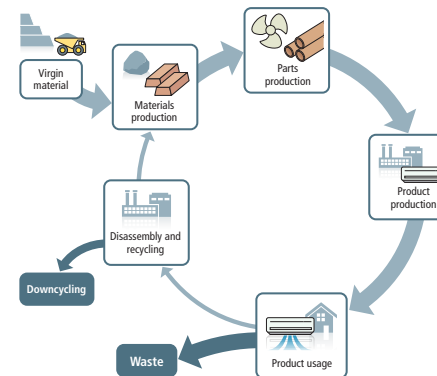 Virgin
material
Materials
production
Parts
production
Product
production
Product usage
Waste
Disassembly and
recycling
Downcycling